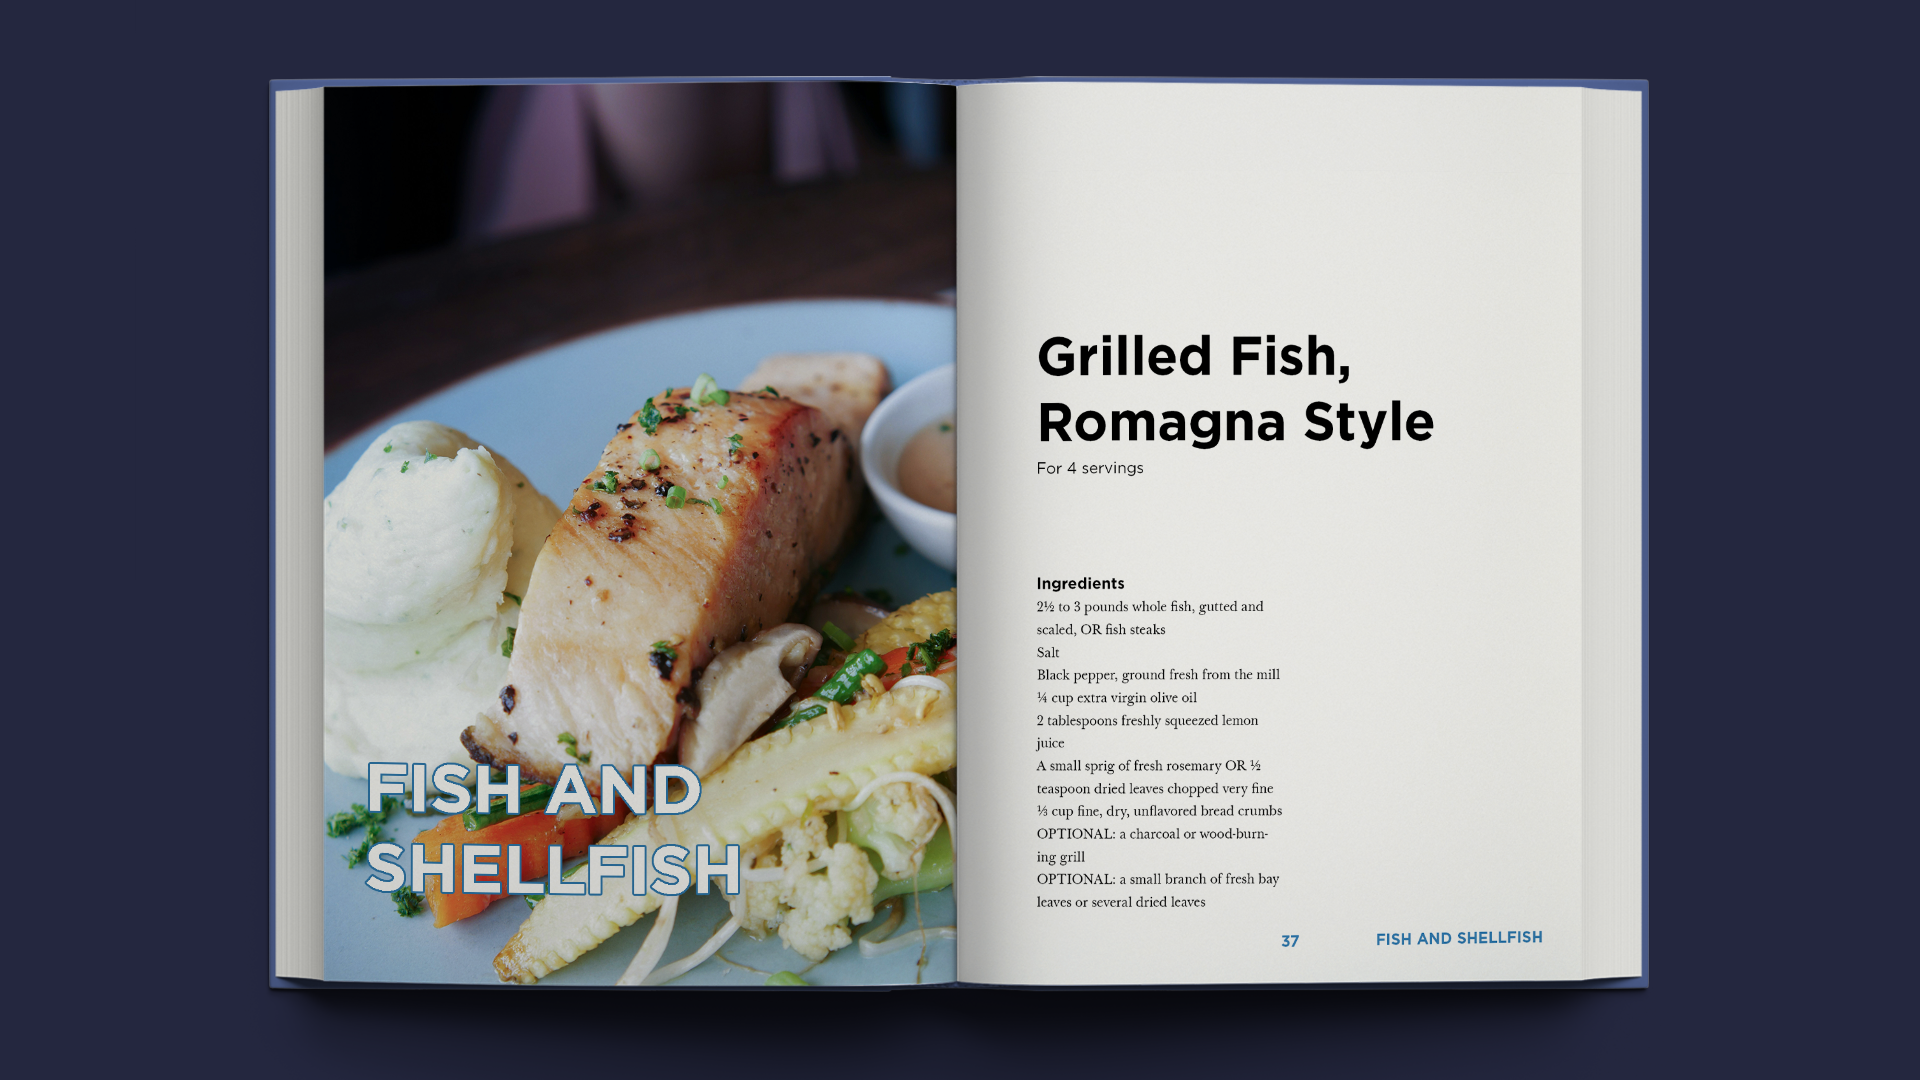 FISH AND
SHELLFISH
Grilled Fish,
Romagna Style
For 4 servings
Ingredients
2½ to 3 pounds whole fish, gutted and
scaled, OR fish steaks
Salt
Black pepper, ground fresh from the mill
¼ cup extra virgin olive oil
2 tablespoons freshly squeezed lemon
juice
A small sprig of fresh rosemary OR ½
teaspoon dried leaves chopped very fine
⅓ cup fine, dry, unflavored bread crumbs
OPTIONAL: a charcoal or wood-burn-
ing grill
OPTIONAL: a small branch of fresh bay
leaves or several dried leaves
37 FISH AND SHELLFISH